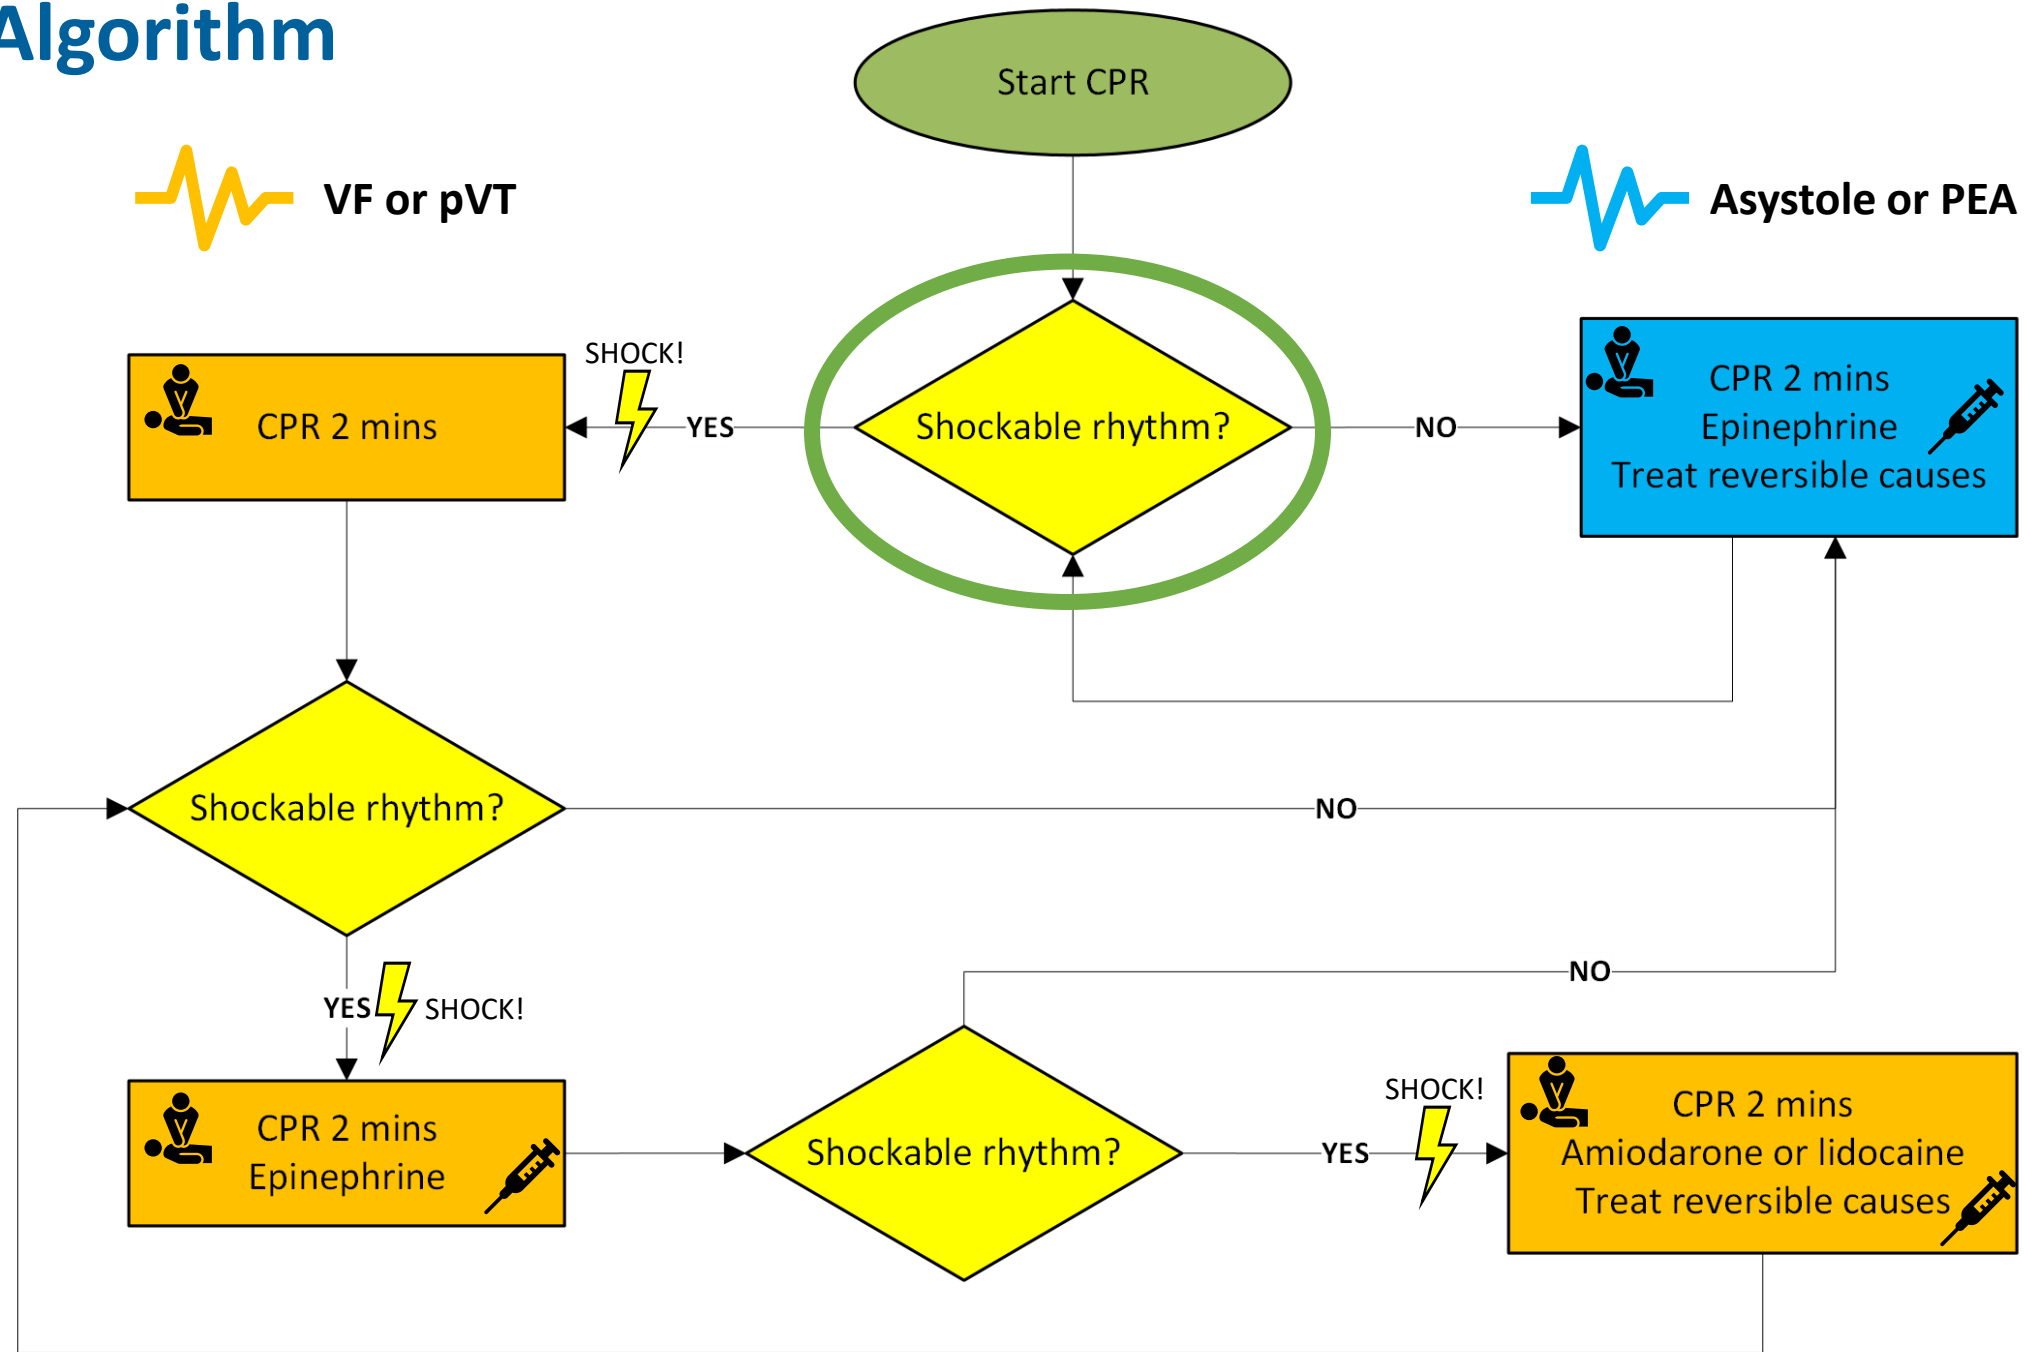 Algorithm
Start CPR
VF or pVT
Asystole or PEA
SHOCK!
CPR 2 mins
YES
Shockable rhythm?
NO
CPR 2 mins
Epinephrine
Treat reversible causes
Shockable rhythm?
NO
YES
SHOCK!
NO
CPR 2 mins
Epinephrine
Shockable rhythm?
YES
SHOCK!
CPR 2 mins
Amiodarone or lidocaine
Treat reversible causes